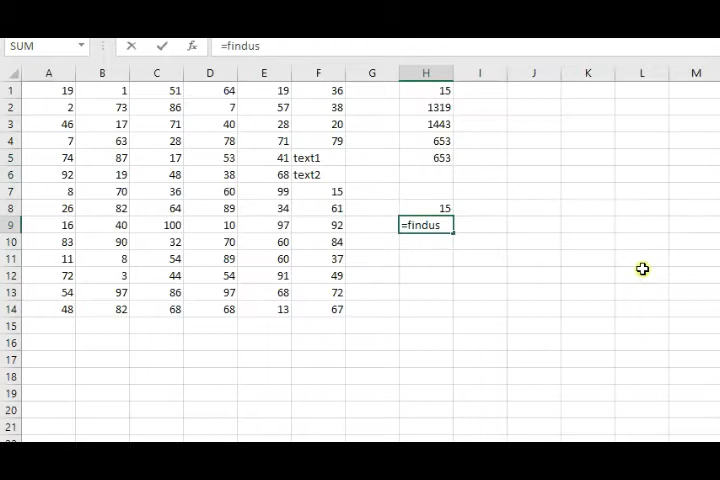 SUM fx =findus
A B C D E F G H I J K L M
1 19 1 51 64 19 36 15
2 2 73 86 7 57 38 1319
3 46 17 71 40 28 20 1443
4 7 63 28 78 71 79 653
5 74 87 17 53 41 text1 653
6 92 19 48 38 68 text2
7 8 70 36 60 99 15
8 26 82 64 89 34 61 15
9 16 40 100 10 97 92 =findus
10 83 90 32 70 60 84
11 11 8 54 89 60 37
12 72 3 44 54 91 49
13 54 97 86 97 68 72
14 48 82 68 68 13 67
15
16
17
18
19
20
21